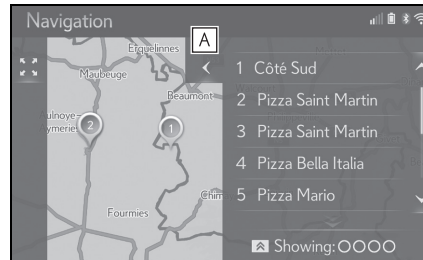 Navigation
A
Erquelinnes
Maubeuge
Beaumont
ulnoye-
ymeries
2
1
Chim
Fourmies
1 Côté Sud
2 Pizza Saint Martin
3 Pizza Saint Martin
4 Pizza Bella Italia
5 Pizza Mario
Showing:OOOO